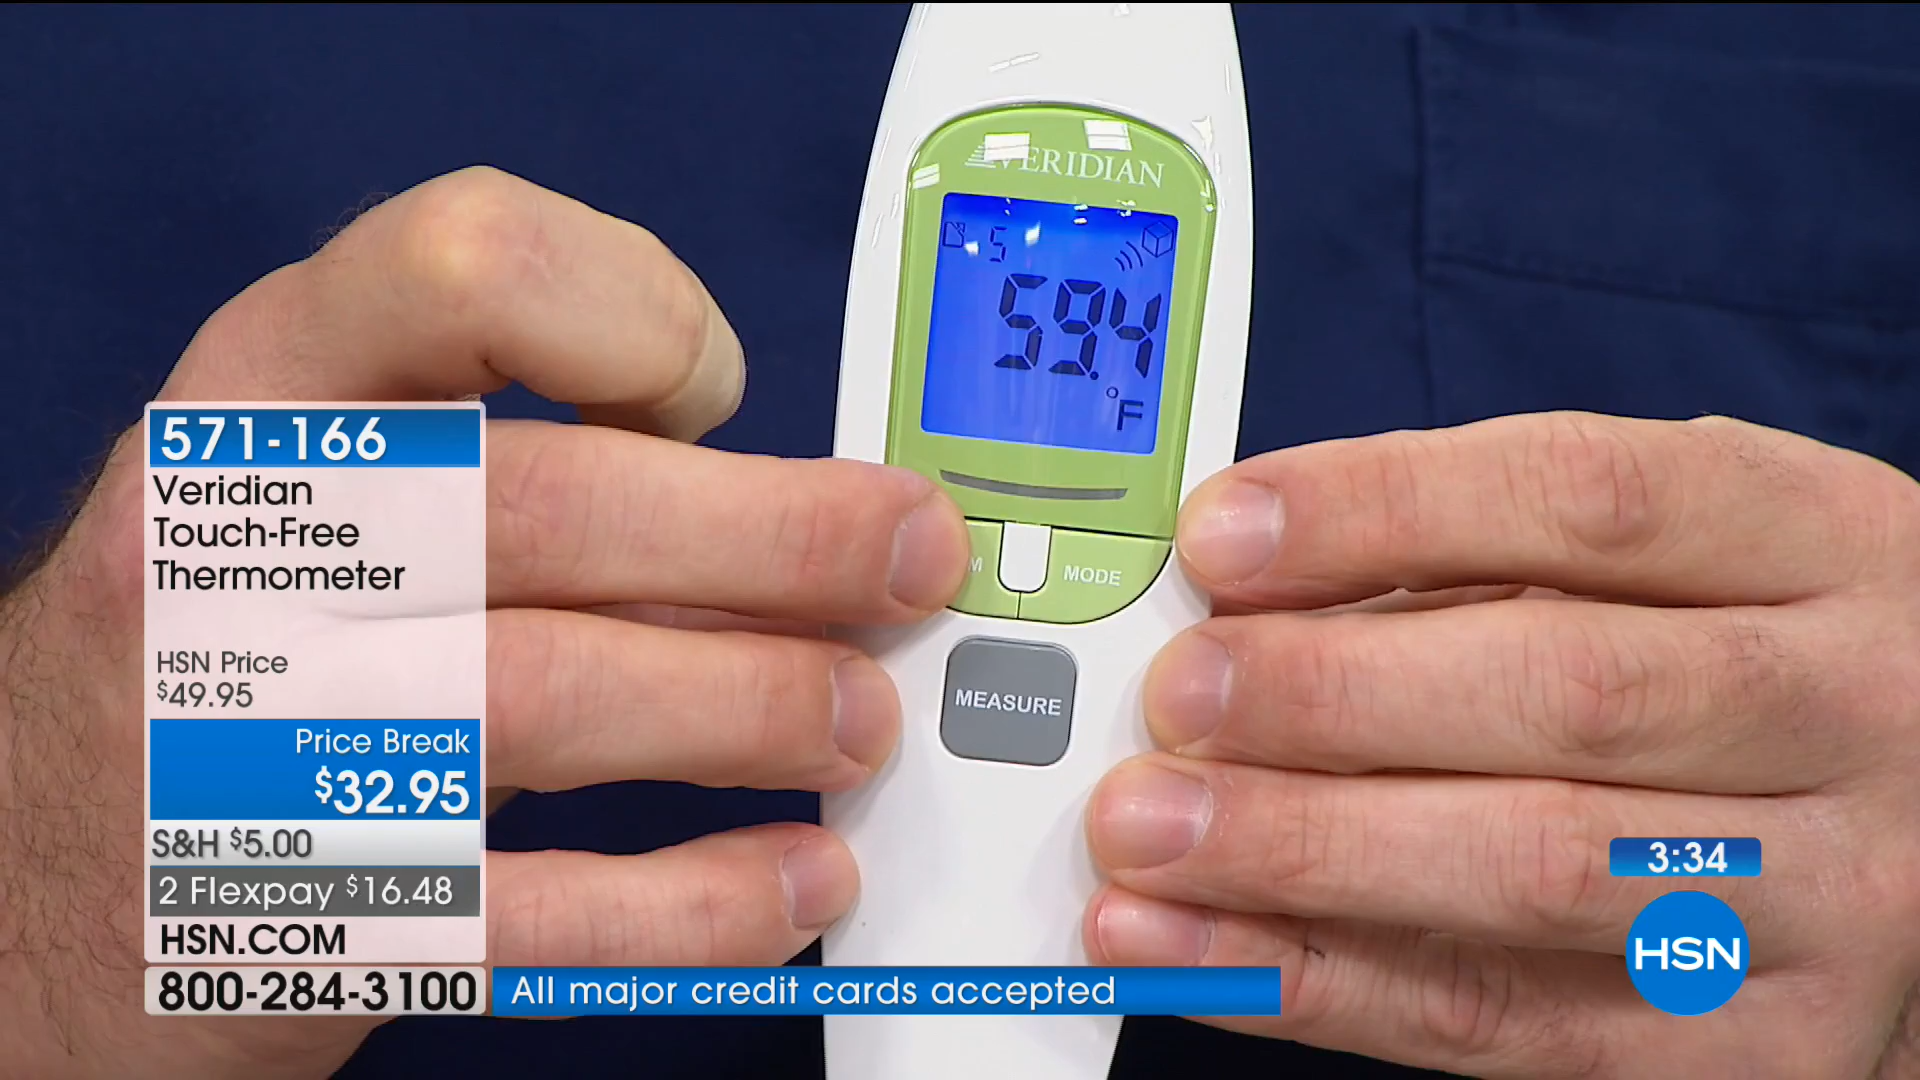 VERIDIAN
5
59.4
°F
M
MODE
MEASURE
571-166
Veridian
Touch-Free
Thermometer
HSN Price
$49.95
Price Break
$32.95
S&H $5.00
2 Flexpay $16.48
HSN.COM
800-284-3100
All major credit cards accepted
3:34
HSN